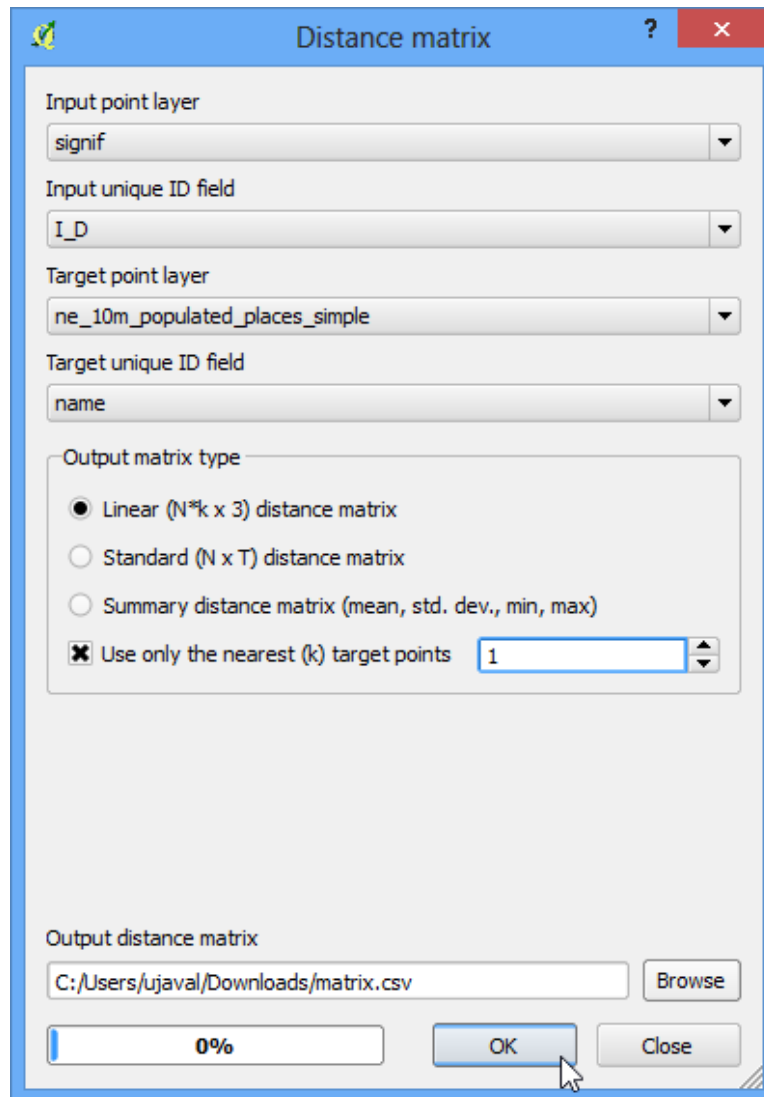 Distance matrix
?
×
Input point layer
signif
Input unique ID field
I_D
Target point layer
ne_10m_populated_places_simple
Target unique ID field
name
Output matrix type
Linear (N*k x 3) distance matrix
Standard (N x T) distance matrix
Summary distance matrix (mean, std. dev., min, max)
Use only the nearest (k) target points 1
Output distance matrix
C:/Users/ujaval/Downloads/matrix.csv Browse
0% OK Close